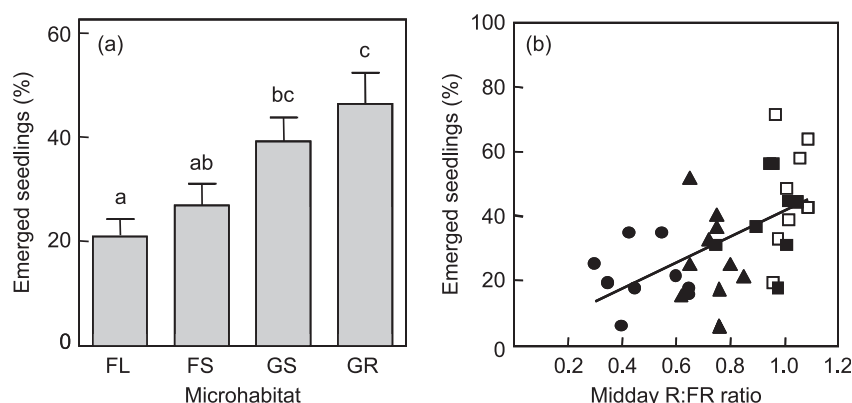 (a)
Emerged seedlings (%)
60
40
20
0
a
ab
bc
c
FL FS GS GR
Microhabitat
(b)
Emerged seedlings (%)
100
80
60
40
20
0
0.2 0.4 0.6 0.8 1.0 1.2
Midday R:FR ratio